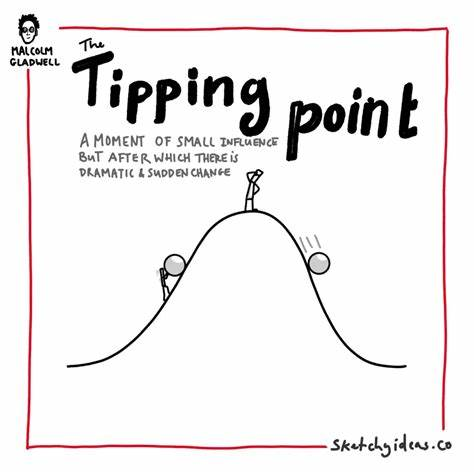 MALCOLM
GLADWELL
The
Tipping point
A MOMENT OF SMALL INFLUENCE
BUT AFTER WHICH THERE IS
DRAMATIC & SUDDEN CHANGE
sketchyideas.co